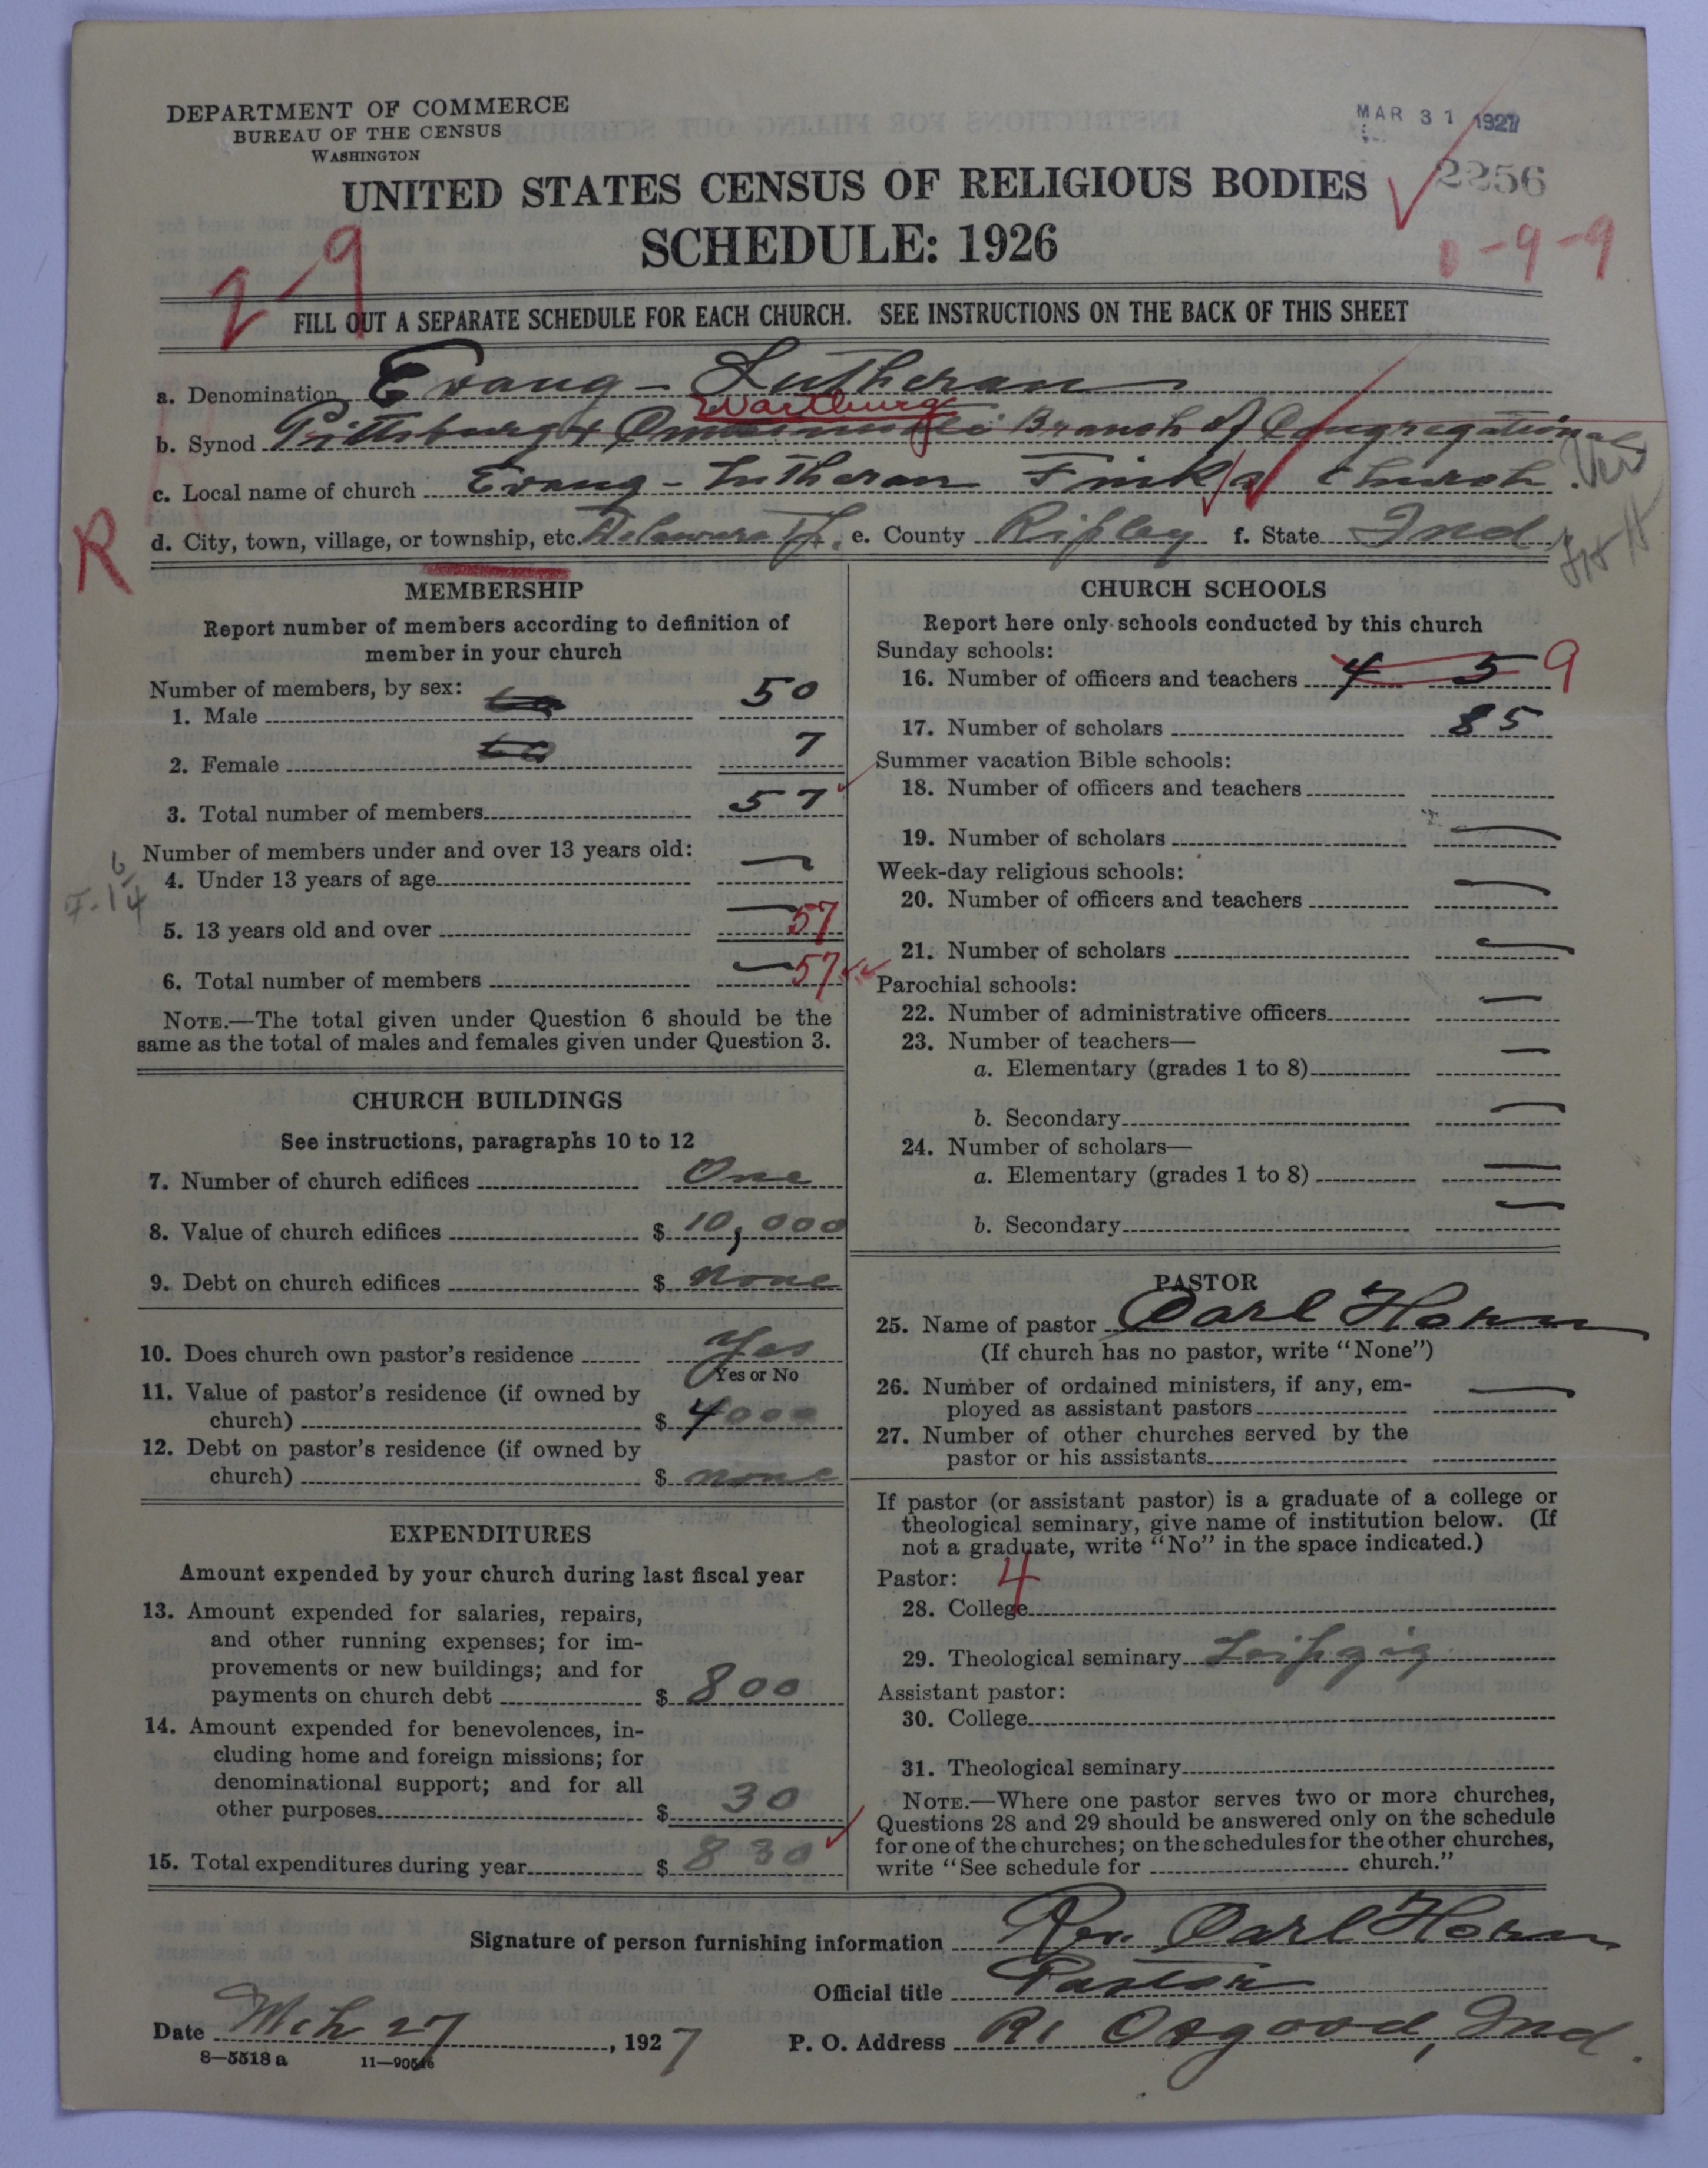 DEPARTMENT OF COMMERCE
BUREAU OF THE CENSUS
WASHINGTON
MAR 31 1927
2256
UNITED STATES CENSUS OF RELIGIOUS BODIES
SCHEDULE: 1926
2-9
1-9-9
FILL OUT A SEPARATE SCHEDULE FOR EACH CHURCH. SEE INSTRUCTIONS ON THE BACK OF THIS SHEET
a. Denomination Evang-Lutheran
Wartburg
b. Synod Pittsburg Branch of Congregational
c. Local name of church Evang-Lutheran Finks Church.
d. City, town, village, or township, etc. Delaware Tp. e. County Ripley f. State Ind
R
MEMBERSHIP
Report number of members according to definition of
member in your church
Number of members, by sex:
1. Male 50
2. Female 7
3. Total number of members 57
Number of members under and over 13 years old:
4. Under 13 years of age —
5. 13 years old and over — 57
6. Total number of members — 57
NOTE.—The total given under Question 6 should be the
same as the total of males and females given under Question 3.
CHURCH BUILDINGS
See instructions, paragraphs 10 to 12
7. Number of church edifices One
8. Value of church edifices $ 10,000
9. Debt on church edifices $ none
10. Does church own pastor's residence Yes
Yes or No
11. Value of pastor's residence (if owned by
church) $ 4000
12. Debt on pastor's residence (if owned by
church) $ none
EXPENDITURES
Amount expended by your church during last fiscal year
13. Amount expended for salaries, repairs,
and other running expenses; for im-
provements or new buildings; and for
payments on church debt $ 800
14. Amount expended for benevolences, in-
cluding home and foreign missions; for
denominational support; and for all
other purposes $ 30
15. Total expenditures during year $ 830
CHURCH SCHOOLS
Report here only schools conducted by this church
Sunday schools:
16. Number of officers and teachers 4 5 9
17. Number of scholars 85
Summer vacation Bible schools:
18. Number of officers and teachers
19. Number of scholars —
Week-day religious schools:
20. Number of officers and teachers —
21. Number of scholars —
Parochial schools:
22. Number of administrative officers —
23. Number of teachers—
a. Elementary (grades 1 to 8) —
b. Secondary —
24. Number of scholars—
a. Elementary (grades 1 to 8) —
b. Secondary —
PASTOR
25. Name of pastor Carl Horn
(If church has no pastor, write "None")
26. Number of ordained ministers, if any, em-
ployed as assistant pastors —
27. Number of other churches served by the
pastor or his assistants
If pastor (or assistant pastor) is a graduate of a college or
theological seminary, give name of institution below. (If
not a graduate, write "No" in the space indicated.)
Pastor: 4
28. College
29. Theological seminary Leipzig
Assistant pastor:
30. College
31. Theological seminary
NOTE.—Where one pastor serves two or more churches,
Questions 28 and 29 should be answered only on the schedule
for one of the churches; on the schedules for the other churches,
write "See schedule for church."
Signature of person furnishing information Rev. Carl Horn
Official title Pastor
Date Mch 27, 1927 P. O. Address R1 Osgood, Ind.
8-5518 a 11-90546